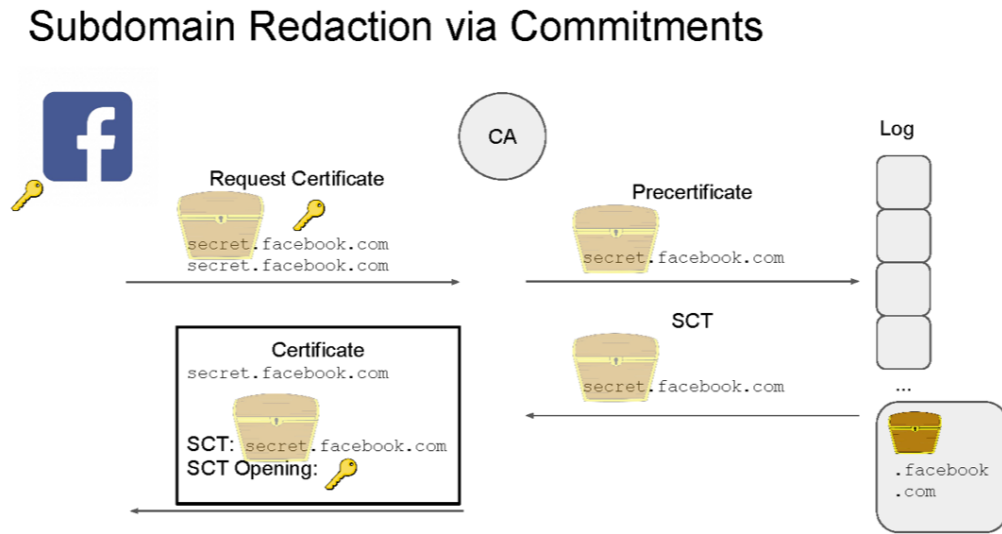 Subdomain Redaction via Commitments
f
CA
Log
Request Certificate
secret.facebook.com
secret.facebook.com
Precertificate
secret.facebook.com
SCT
secret.facebook.com
Certificate
secret.facebook.com
SCT: secret.facebook.com
SCT Opening:
...
.facebook
.com